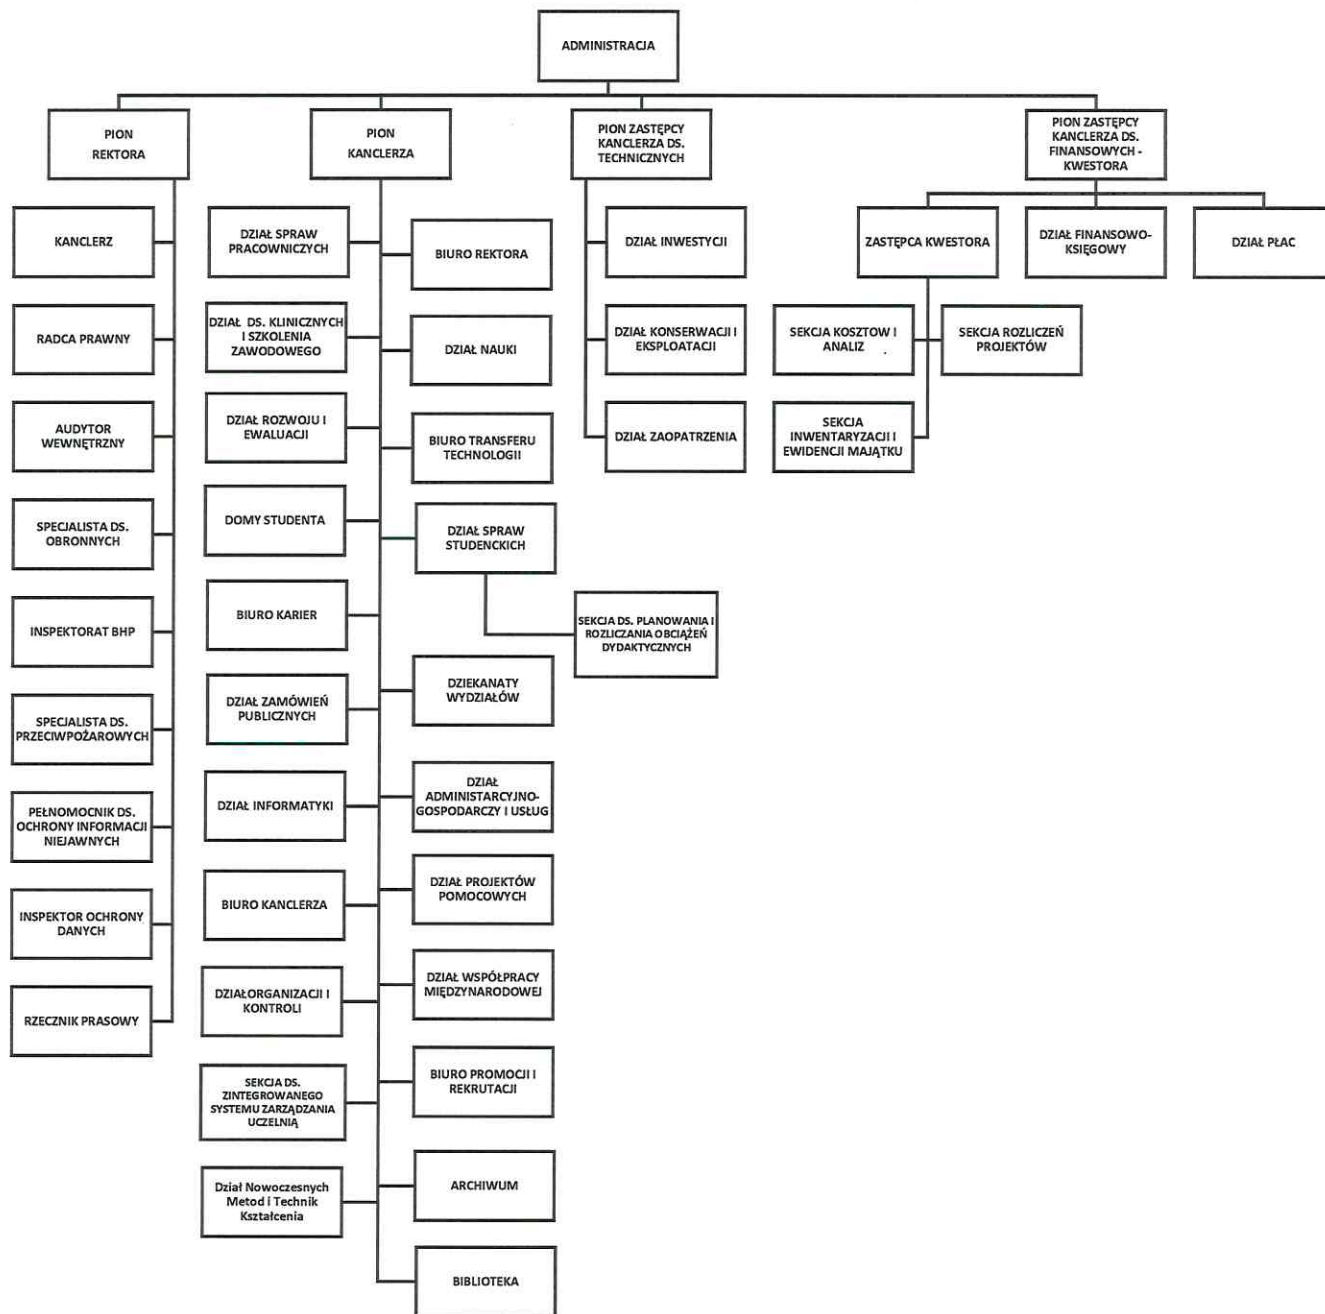 ADMINISTRACJA
PION
REKTORA
PION
KANCLERZA
PION ZASTĘPCY
KANCLERZA DS.
TECHNICZNYCH
PION ZASTĘPCY
KANCLERZA DS.
FINANSOWYCH -
KWESTORA
KANCLERZ
RADCA PRAWNY
AUDYTOR
WEWNĘTRZNY
SPECJALISTA DS.
OBRONNYCH
INSPEKTORAT BHP
SPECJALISTA DS.
PRZECIWPOŻAROWYCH
PEŁNOMOCNIK DS.
OCHRONY INFORMACJI
NIEJAWNYCH
INSPEKTOR OCHRONY
DANYCH
RZECZNIK PRASOWY
DZIAŁ SPRAW
PRACOWNICZYCH
DZIAŁ DS. KLINICZNYCH
I SZKOLENIA
ZAWODOWEGO
DZIAŁ ROZWOJU I
EWALUACJI
DOMY STUDENTA
BIURO KARIER
DZIAŁ ZAMÓWIEŃ
PUBLICZNYCH
DZIAŁ INFORMATYKI
BIURO KANCLERZA
DZIAŁORGANIZACJI I
KONTROLI
SEKCJA DS.
ZINTEGROWANEGO
SYSTEMU ZARZĄDZANIA
UCZELNIĄ
Dział Nowoczesnych
Metod i Technik
Kształcenia
BIURO REKTORA
DZIAŁ NAUKI
BIURO TRANSFERU
TECHNOLOGII
DZIAŁ SPRAW
STUDENCKICH
SEKCJA DS. PLANOWANIA I
ROZLICZANIA OBCIĄŻEŃ
DYDAKTYCZNYCH
DZIEKANATY
WYDZIAŁÓW
DZIAŁ
ADMINISTARCYJNO-
GOSPODARCZY I USŁUG
DZIAŁ PROJEKTÓW
POMOCOWYCH
DZIAŁ WSPÓŁPRACY
MIĘDZYNARODOWEJ
BIURO PROMOCJI I
REKRUTACJI
ARCHIWUM
BIBLIOTEKA
DZIAŁ INWESTYCJI
DZIAŁ KONSERWACJI I
EKSPLOATACJI
DZIAŁ ZAOPATRZENIA
ZASTĘPCA KWESTORA
DZIAŁ FINANSOWO-
KSIĘGOWY
DZIAŁ PŁAC
SEKCJA KOSZTOW I
ANALIZ
SEKCJA ROZLICZEŃ
PROJEKTÓW
SEKCJA
INWENTARYZACJI I
EWIDENCJI MAJĄTKU